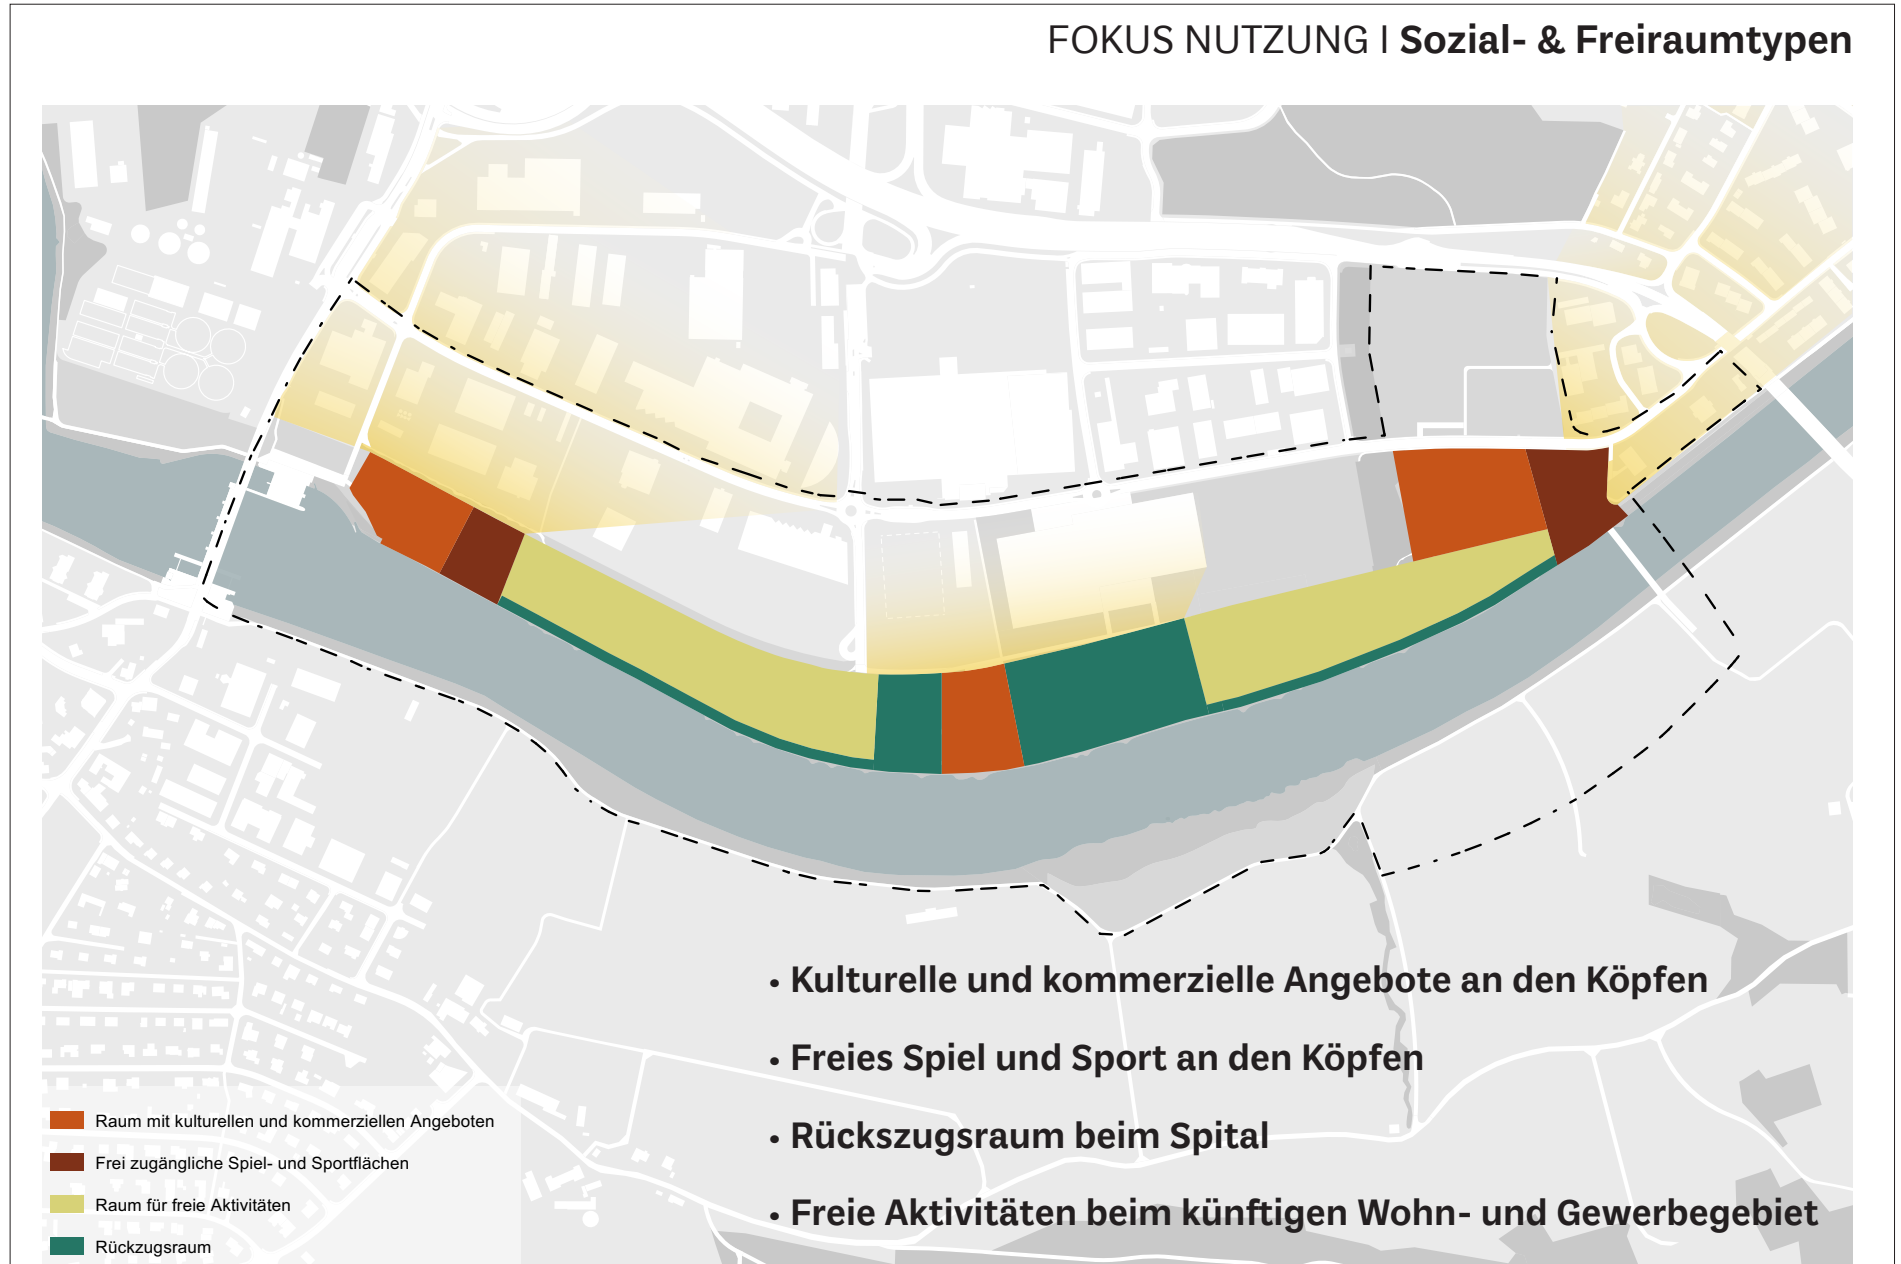 FOKUS NUTZUNG I Sozial- & Freiraumtypen
• Kulturelle und kommerzielle Angebote an den Köpfen
• Freies Spiel und Sport an den Köpfen
• Rückszugsraum beim Spital
• Freie Aktivitäten beim künftigen Wohn- und Gewerbegebiet
Raum mit kulturellen und kommerziellen Angeboten
Frei zugängliche Spiel- und Sportflächen
Raum für freie Aktivitäten
Rückzugsraum